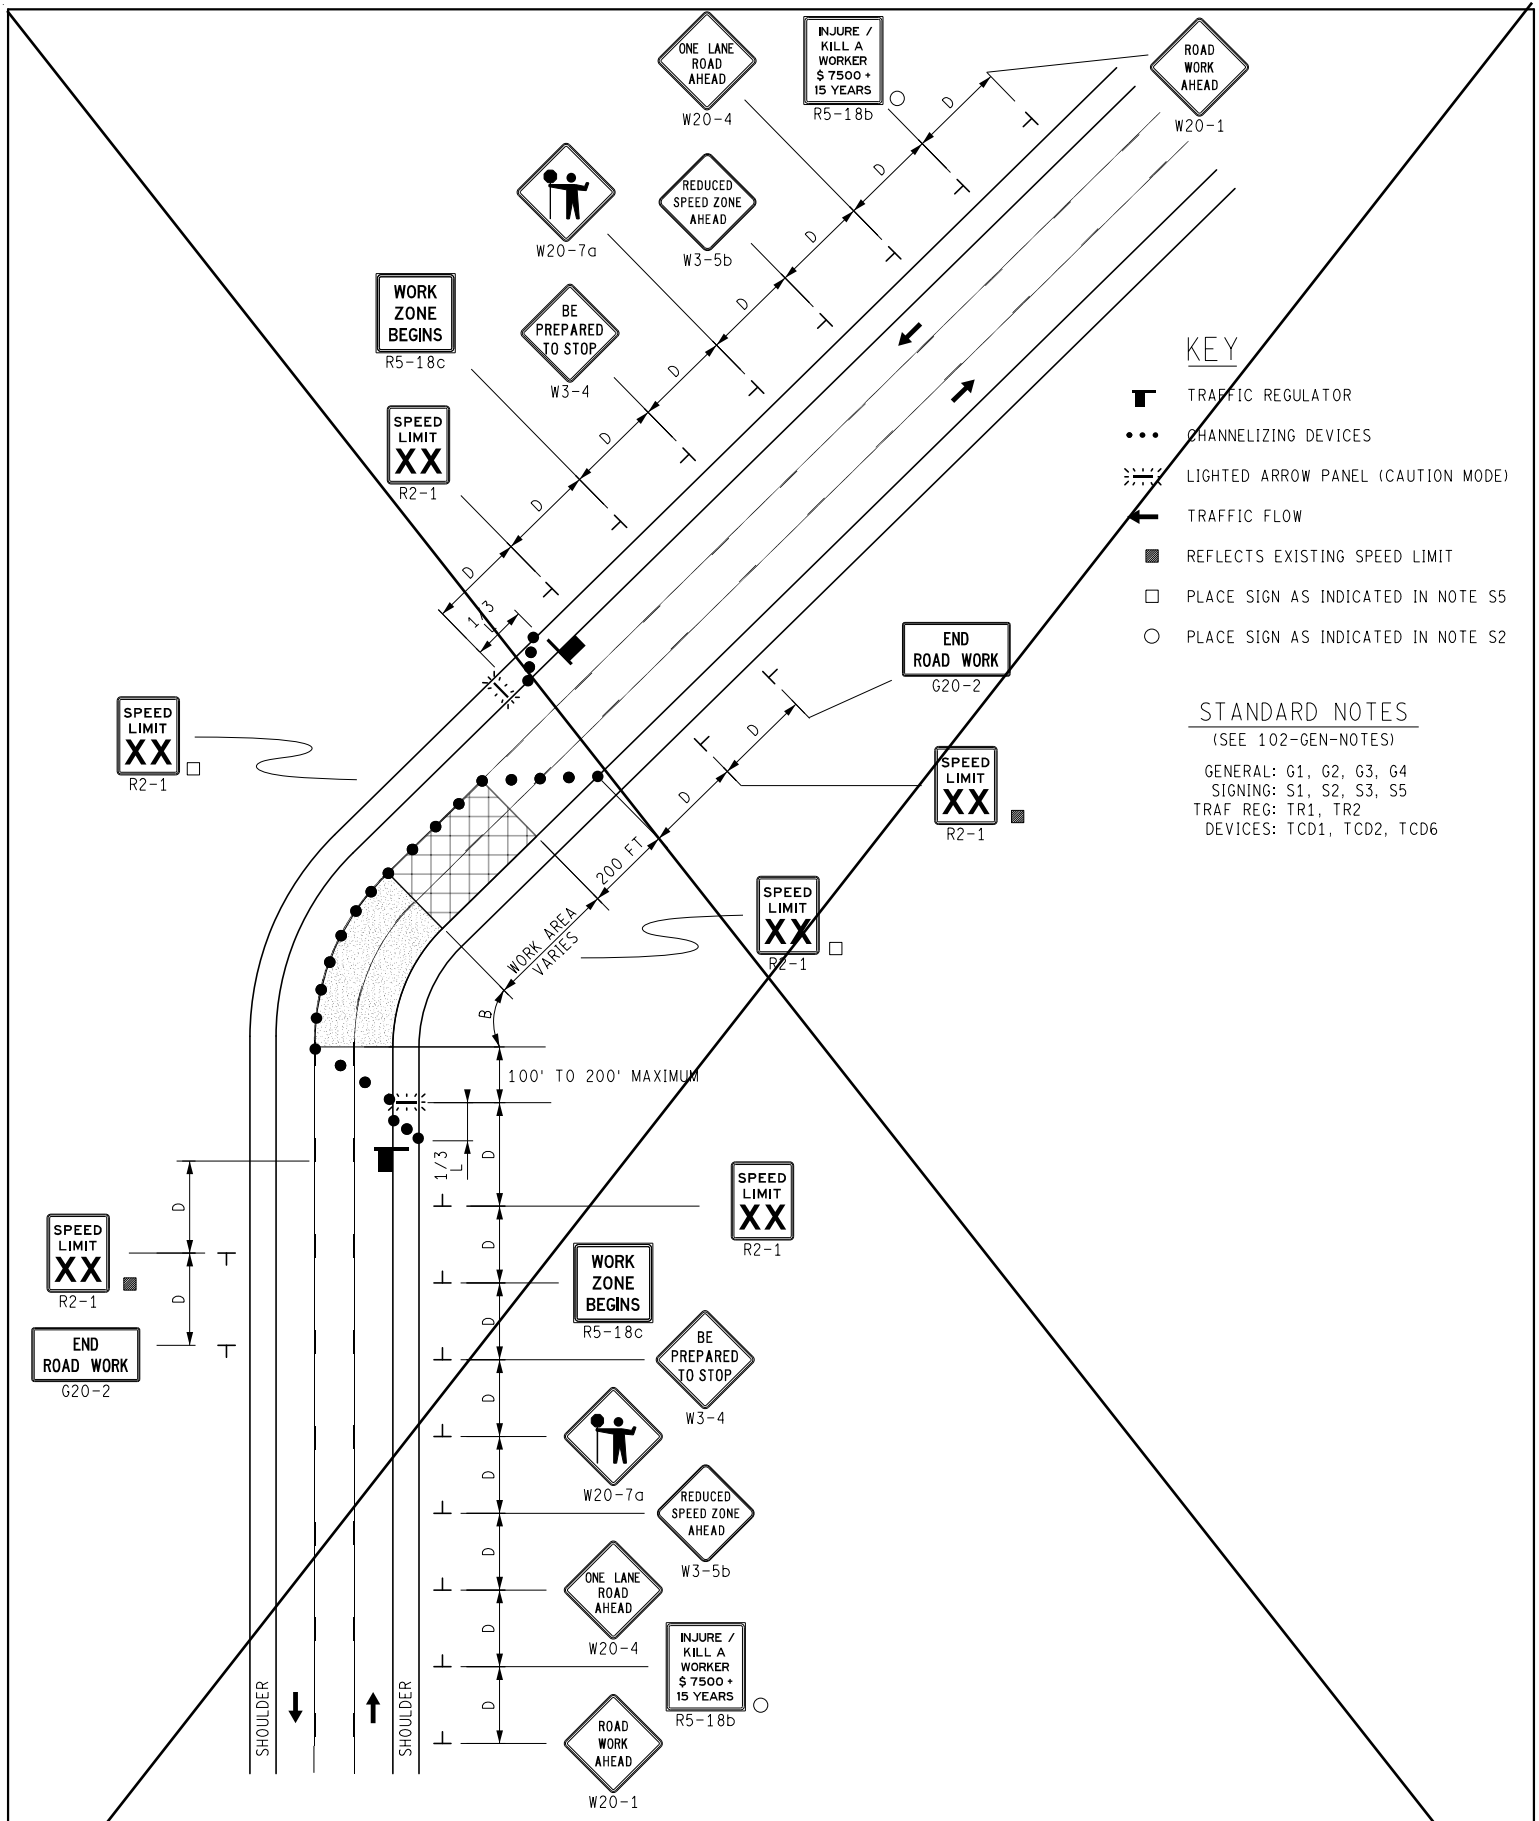 ONE LANE
ROAD
AHEAD
W20-4
INJURE /
KILL A
WORKER
$ 7500 +
15 YEARS
R5-18b
ROAD
WORK
AHEAD
W20-1
D
D
D
D
D
D
D
D
W20-7a
REDUCED
SPEED ZONE
AHEAD
W3-5b
WORK
ZONE
BEGINS
R5-18c
BE
PREPARED
TO STOP
W3-4
SPEED
LIMIT
XX
R2-1
1/3
L
KEY
TRAFFIC REGULATOR
CHANNELIZING DEVICES
LIGHTED ARROW PANEL (CAUTION MODE)
TRAFFIC FLOW
REFLECTS EXISTING SPEED LIMIT
PLACE SIGN AS INDICATED IN NOTE S5
PLACE SIGN AS INDICATED IN NOTE S2
END
ROAD WORK
G20-2
STANDARD NOTES
(SEE 102-GEN-NOTES)
GENERAL: G1, G2, G3, G4
SIGNING: S1, S2, S3, S5
TRAF REG: TR1, TR2
DEVICES: TCD1, TCD2, TCD6
SPEED
LIMIT
XX
R2-1
SPEED
LIMIT
XX
R2-1
D
D
200 FT
WORK AREA
VARIES
SPEED
LIMIT
XX
R2-1
B
100' TO 200' MAXIMUM
1/3
L
D
D
D
D
D
D
D
D
SPEED
LIMIT
XX
R2-1
D
D
SPEED
LIMIT
XX
R2-1
END
ROAD WORK
G20-2
WORK
ZONE
BEGINS
R5-18c
BE
PREPARED
TO STOP
W3-4
W20-7a
REDUCED
SPEED ZONE
AHEAD
W3-5b
ONE LANE
ROAD
AHEAD
W20-4
INJURE /
KILL A
WORKER
$ 7500 +
15 YEARS
R5-18b
ROAD
WORK
AHEAD
W20-1
SHOULDER
SHOULDER